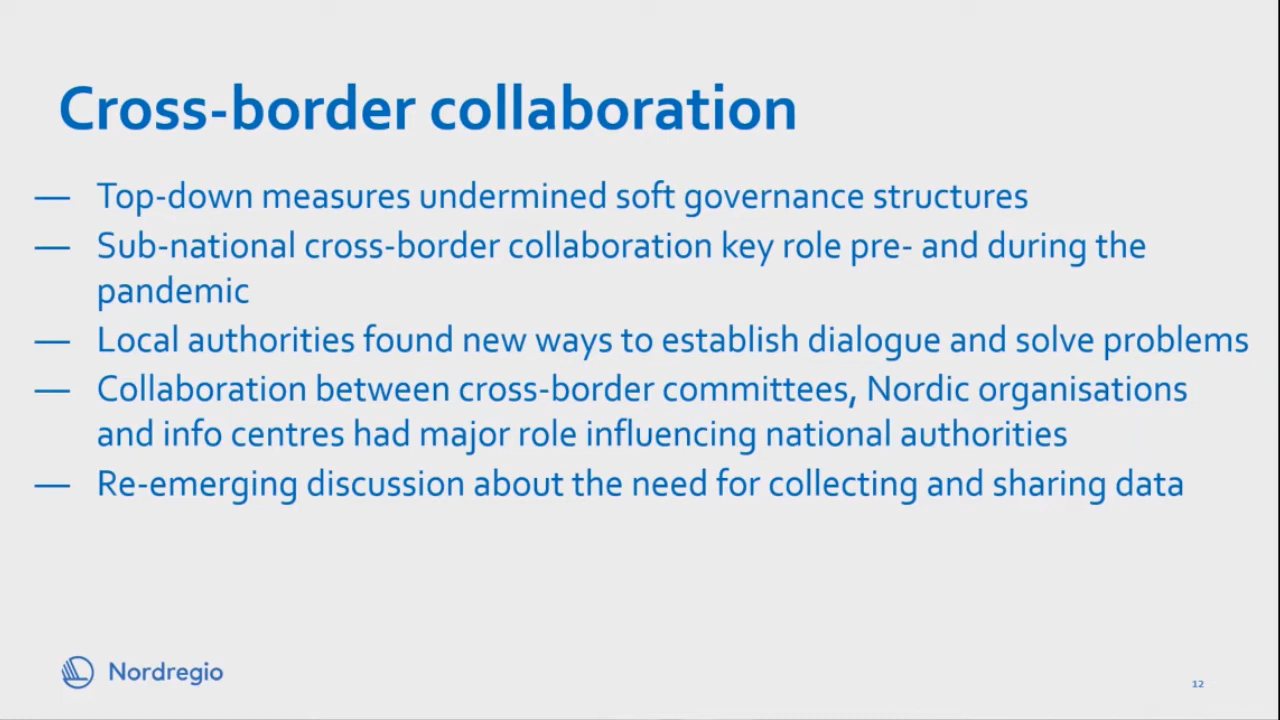 Cross-border collaboration
— Top-down measures undermined soft governance structures
— Sub-national cross-border collaboration key role pre- and during the
pandemic
— Local authorities found new ways to establish dialogue and solve problems
— Collaboration between cross-border committees, Nordic organisations
and info centres had major role influencing national authorities
— Re-emerging discussion about the need for collecting and sharing data
Nordregio
12